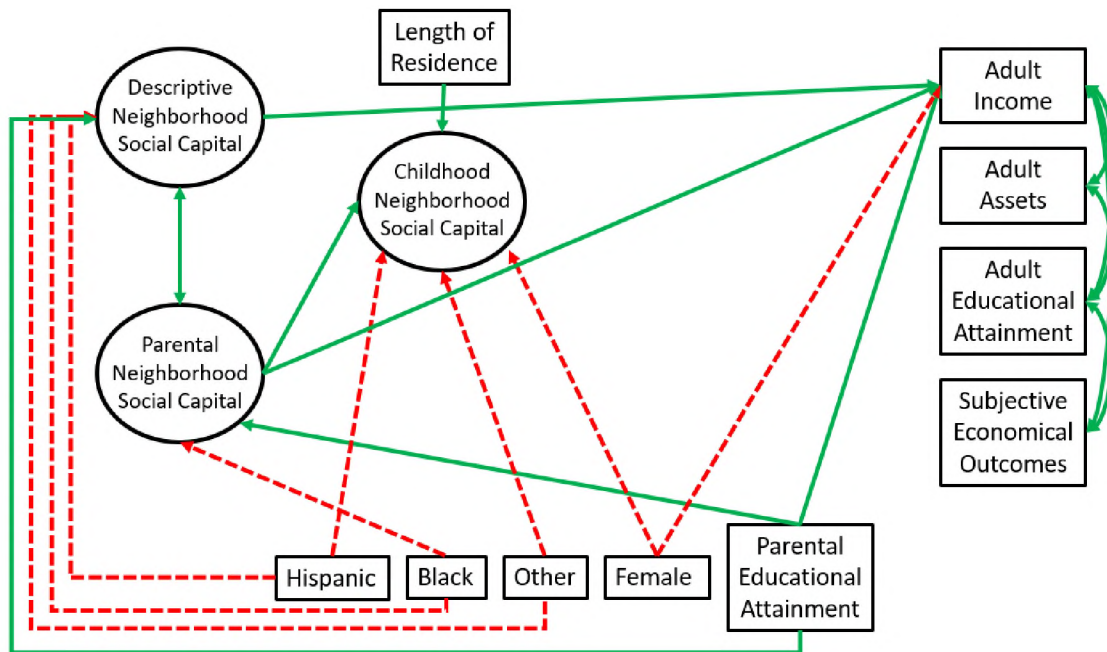 Length of
Residence
Descriptive
Neighborhood
Social Capital
Adult
Income
Childhood
Neighborhood
Social Capital
Adult
Assets
Adult
Educational
Attainment
Parental
Neighborhood
Social Capital
Subjective
Economical
Outcomes
Hispanic
Black
Other
Female
Parental
Educational
Attainment